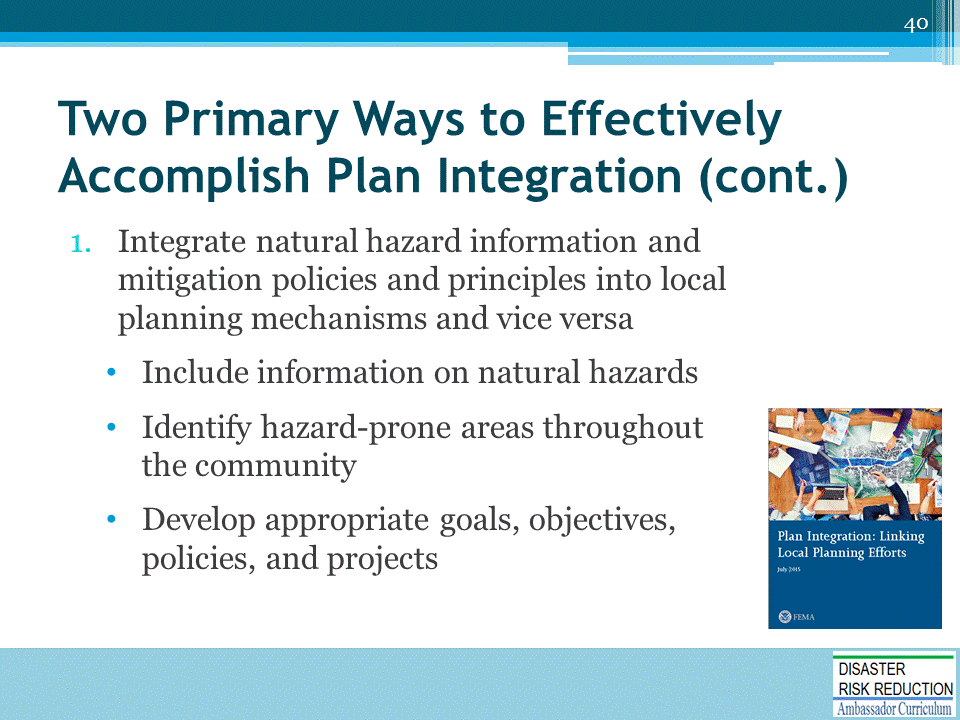 40
Two Primary Ways to Effectively
Accomplish Plan Integration (cont.)
1. Integrate natural hazard information and
mitigation policies and principles into local
planning mechanisms and vice versa
• Include information on natural hazards
• Identify hazard-prone areas throughout
the community
• Develop appropriate goals, objectives,
policies, and projects
Plan Integration: Linking
Local Planning Efforts
July 2015
FEMA
DISASTER
RISK REDUCTION
Ambassador Curriculum